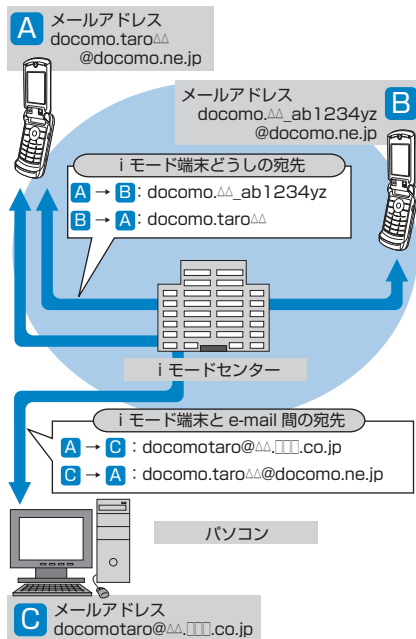 A メールアドレス
docomo.taro△△
@docomo.ne.jp
メールアドレス B
docomo.△△_ab1234yz
@docomo.ne.jp
iモード端末どうしの宛先
A → B：docomo.△△_ab1234yz
B → A：docomo.taro△△
iモードセンター
iモード端末と e-mail 間の宛先
A → C：docomotaro@△△.□□□.co.jp
C → A：docomo.taro△△@docomo.ne.jp
パソコン
C メールアドレス
docomotaro@△△.□□□.co.jp